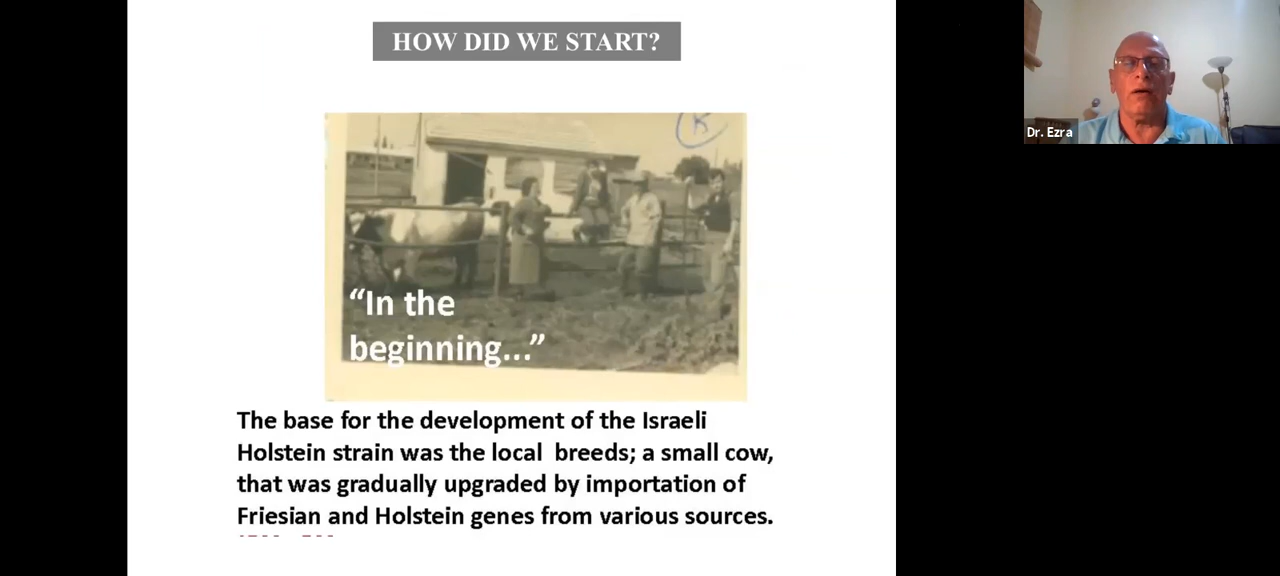 HOW DID WE START?
Dr. Ezra
“In the
beginning...”
The base for the development of the Israeli
Holstein strain was the local breeds; a small cow,
that was gradually upgraded by importation of
Friesian and Holstein genes from various sources.